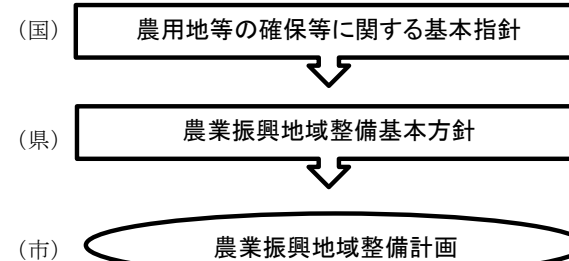 （国） 農用地等の確保等に関する基本指針
（県） 農業振興地域整備基本方針
（市） 農業振興地域整備計画